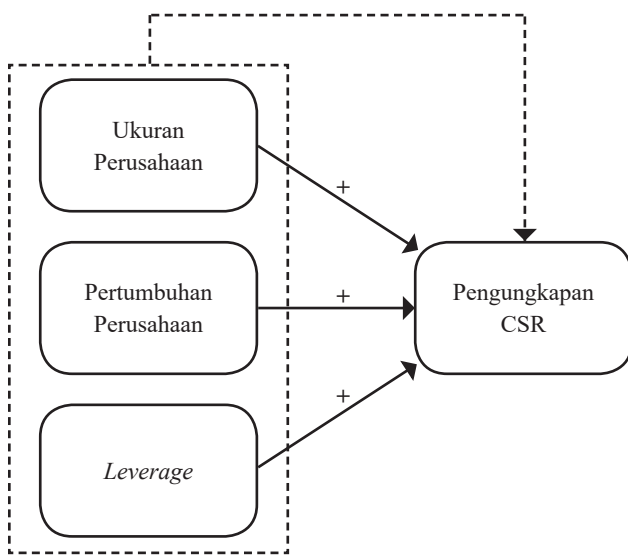 Ukuran
Perusahaan
+
Pertumbuhan
Perusahaan
+
Pengungkapan
CSR
+
Leverage